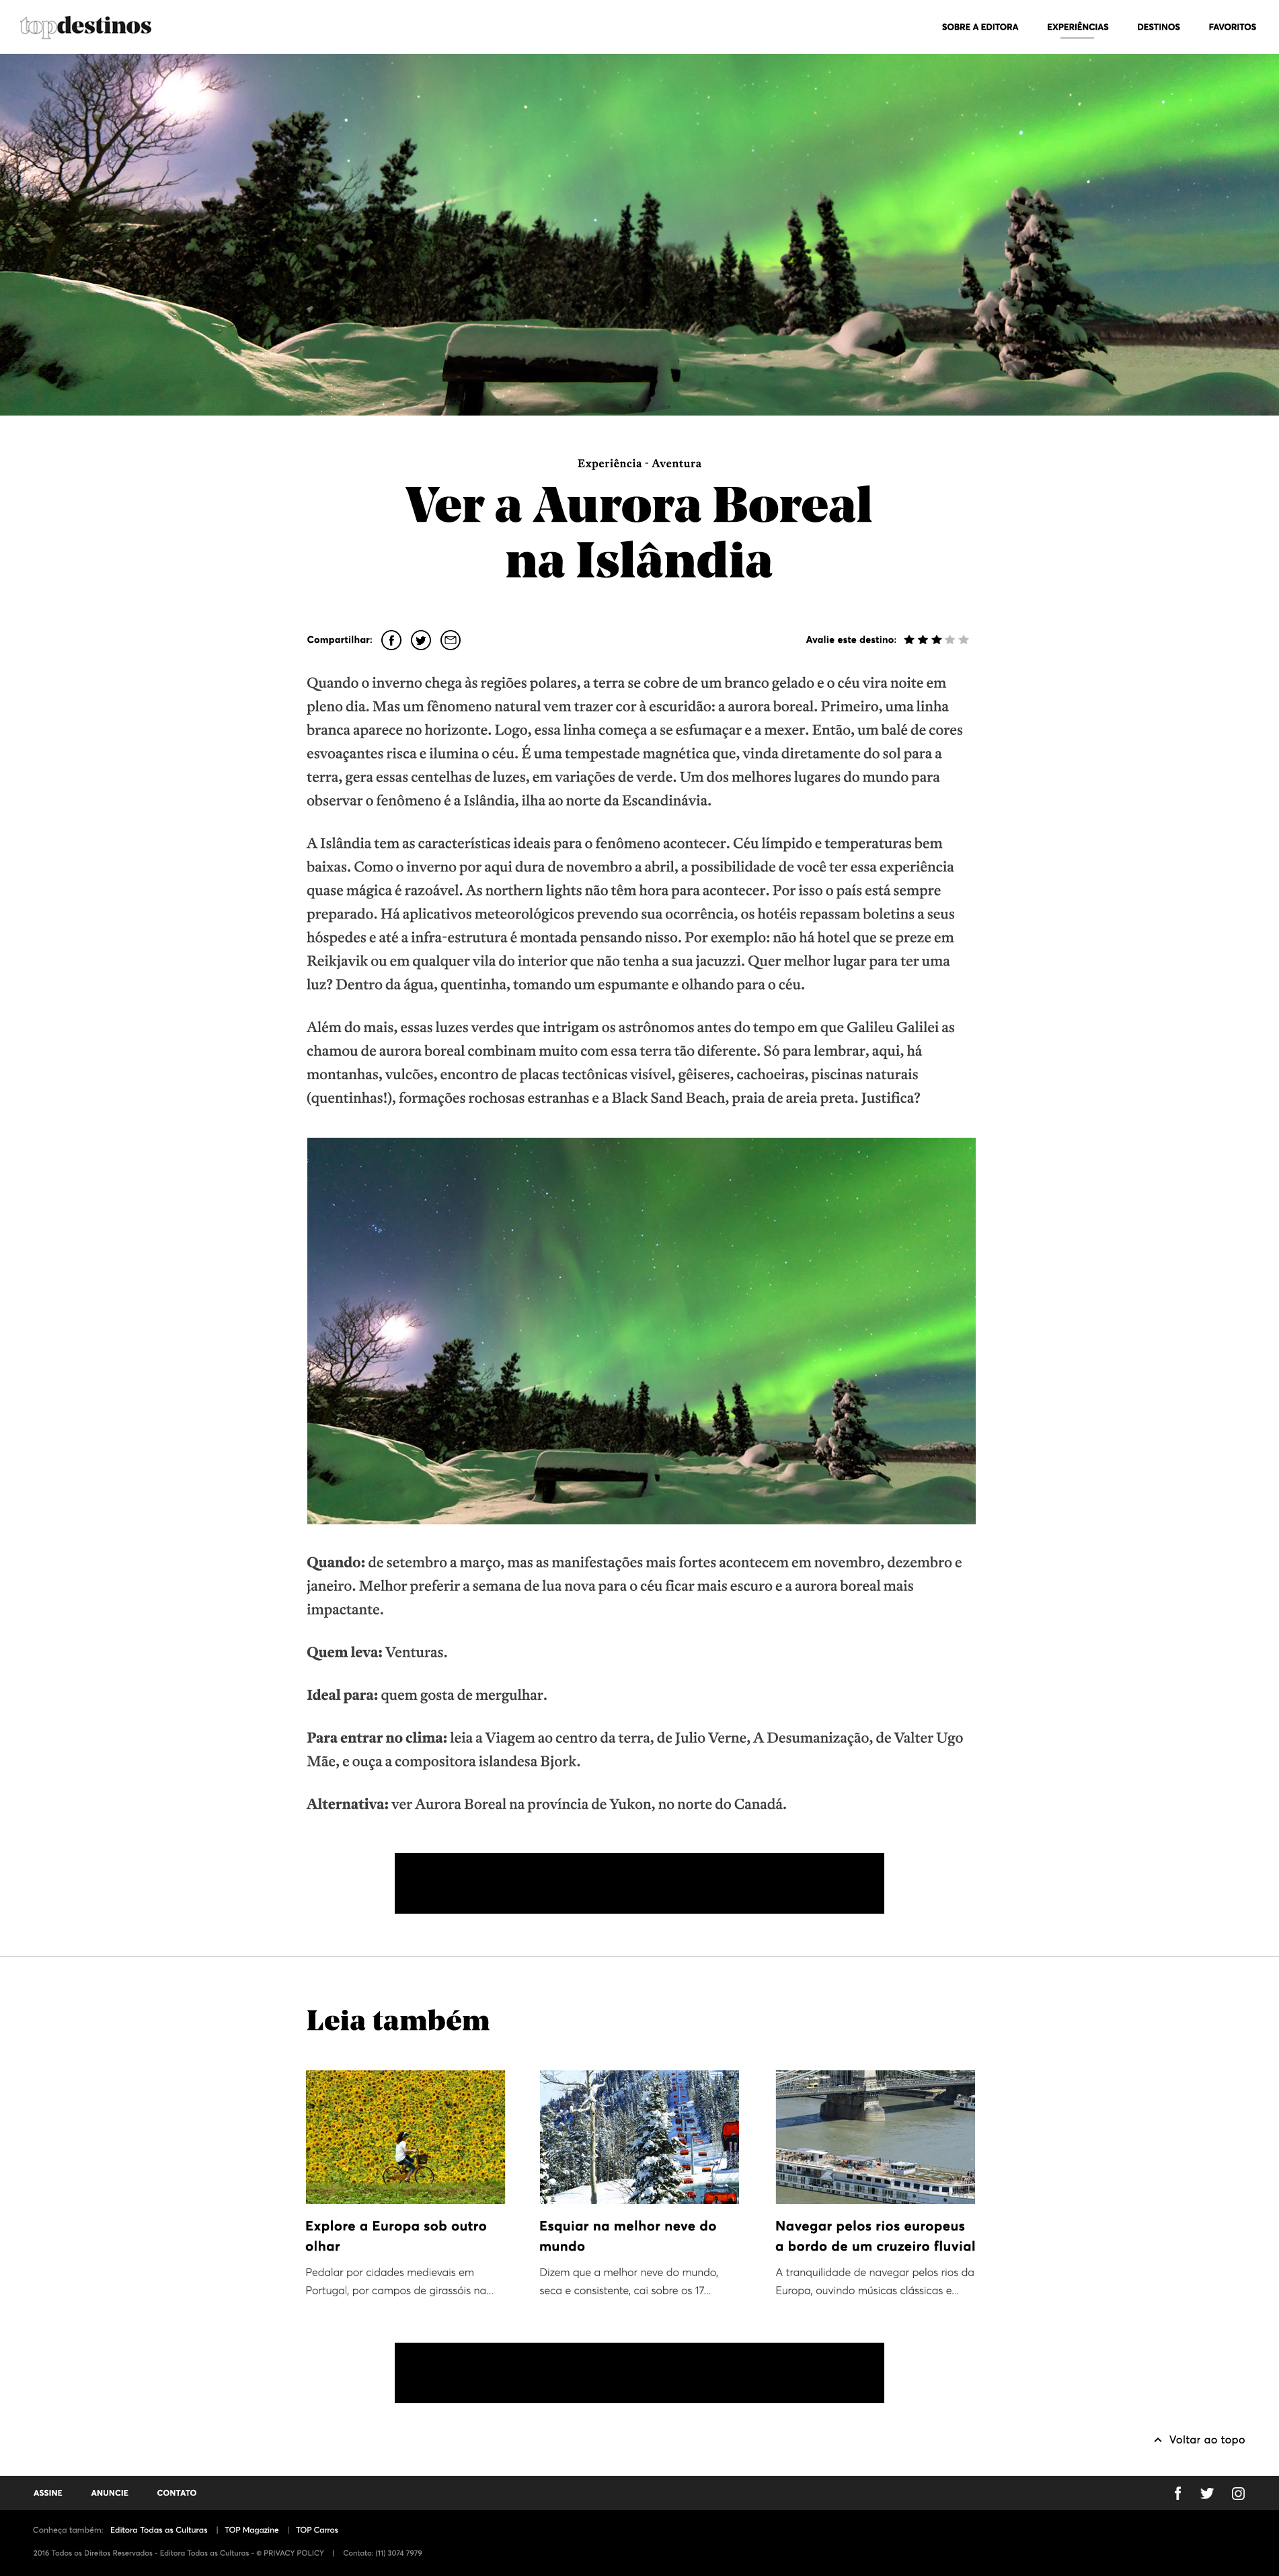 topdestinos
SOBRE A EDITORA
EXPERIÊNCIAS
DESTINOS
FAVORITOS
Experiência - Aventura
Ver a Aurora Boreal
na Islândia
Compartilhar:
Avalie este destino:
Quando o inverno chega às regiões polares, a terra se cobre de um branco gelado e o céu vira noite em
pleno dia. Mas um fênomeno natural vem trazer cor à escuridão: a aurora boreal. Primeiro, uma linha
branca aparece no horizonte. Logo, essa linha começa a se esfumaçar e a mexer. Então, um balé de cores
esvoaçantes risca e ilumina o céu. É uma tempestade magnética que, vinda diretamente do sol para a
terra, gera essas centelhas de luzes, em variações de verde. Um dos melhores lugares do mundo para
observar o fenômeno é a Islândia, ilha ao norte da Escandinávia.
A Islândia tem as características ideais para o fenômeno acontecer. Céu límpido e temperaturas bem
baixas. Como o inverno por aqui dura de novembro a abril, a possibilidade de você ter essa experiência
quase mágica é razoável. As northern lights não têm hora para acontecer. Por isso o país está sempre
preparado. Há aplicativos meteorológicos prevendo sua ocorrência, os hotéis repassam boletins a seus
hóspedes e até a infra-estrutura é montada pensando nisso. Por exemplo: não há hotel que se preze em
Reikjavik ou em qualquer vila do interior que não tenha a sua jacuzzi. Quer melhor lugar para ter uma
luz? Dentro da água, quentinha, tomando um espumante e olhando para o céu.
Além do mais, essas luzes verdes que intrigam os astrônomos antes do tempo em que Galileu Galilei as
chamou de aurora boreal combinam muito com essa terra tão diferente. Só para lembrar, aqui, há
montanhas, vulcões, encontro de placas tectônicas visível, gêiseres, cachoeiras, piscinas naturais
(quentinhas!), formações rochosas estranhas e a Black Sand Beach, praia de areia preta. Justifica?
Quando: de setembro a março, mas as manifestações mais fortes acontecem em novembro, dezembro e
janeiro. Melhor preferir a semana de lua nova para o céu ficar mais escuro e a aurora boreal mais
impactante.
Quem leva: Venturas.
Ideal para: quem gosta de mergulhar.
Para entrar no clima: leia a Viagem ao centro da terra, de Julio Verne, A Desumanização, de Valter Ugo
Mãe, e ouça a compositora islandesa Bjork.
Alternativa: ver Aurora Boreal na província de Yukon, no norte do Canadá.
Leia também
Explore a Europa sob outro
olhar
Pedalar por cidades medievais em
Portugal, por campos de girassóis na...
Esquiar na melhor neve do
mundo
Dizem que a melhor neve do mundo,
seca e consistente, cai sobre os 17...
Navegar pelos rios europeus
a bordo de um cruzeiro fluvial
A tranquilidade de navegar pelos rios da
Europa, ouvindo músicas clássicas e...
Voltar ao topo
ASSINE
ANUNCIE
CONTATO
Conheça também: Editora Todas as Culturas | TOP Magazine | TOP Carros
2016 Todos os Direitos Reservados - Editora Todas as Culturas - © PRIVACY POLICY | Contato: (11) 3074 7979